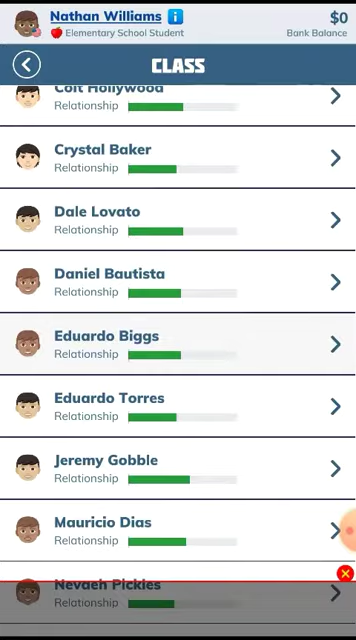 Nathan Williams i
Elementary School Student
$0
Bank Balance
CLASS
Colt Hollywood
Relationship
Crystal Baker
Relationship
Dale Lovato
Relationship
Daniel Bautista
Relationship
Eduardo Biggs
Relationship
Eduardo Torres
Relationship
Jeremy Gobble
Relationship
Mauricio Dias
Relationship
Nevaeh Pickles
Relationship